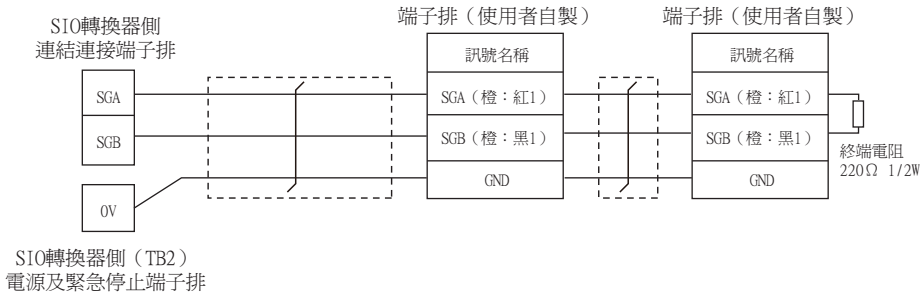 SIO轉換器側
連結連接端子排
SGA
SGB
0V
SIO轉換器側（TB2）
電源及緊急停止端子排
端子排（使用者自製）
訊號名稱
SGA（橙：紅1）
SGB（橙：黑1）
GND
端子排（使用者自製）
訊號名稱
SGA（橙：紅1）
SGB（橙：黑1）
GND
終端電阻
220Ω 1/2W